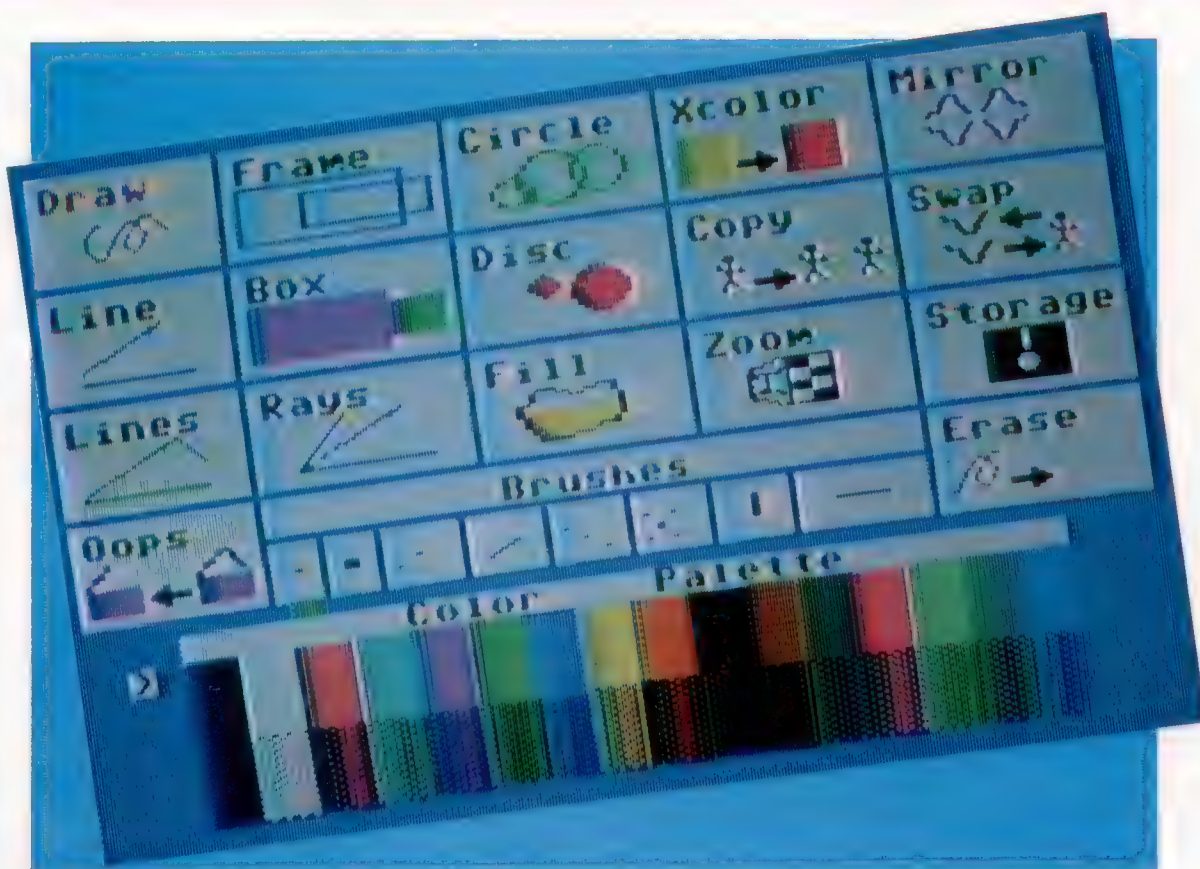 Draw
Frame
Circle
Xcolor
Mirror
Line
Box
Disc
Copy
Swap
Lines
Rays
Fill
Zoom
Storage
Oops
Brushes
Erase
Color Palette
>